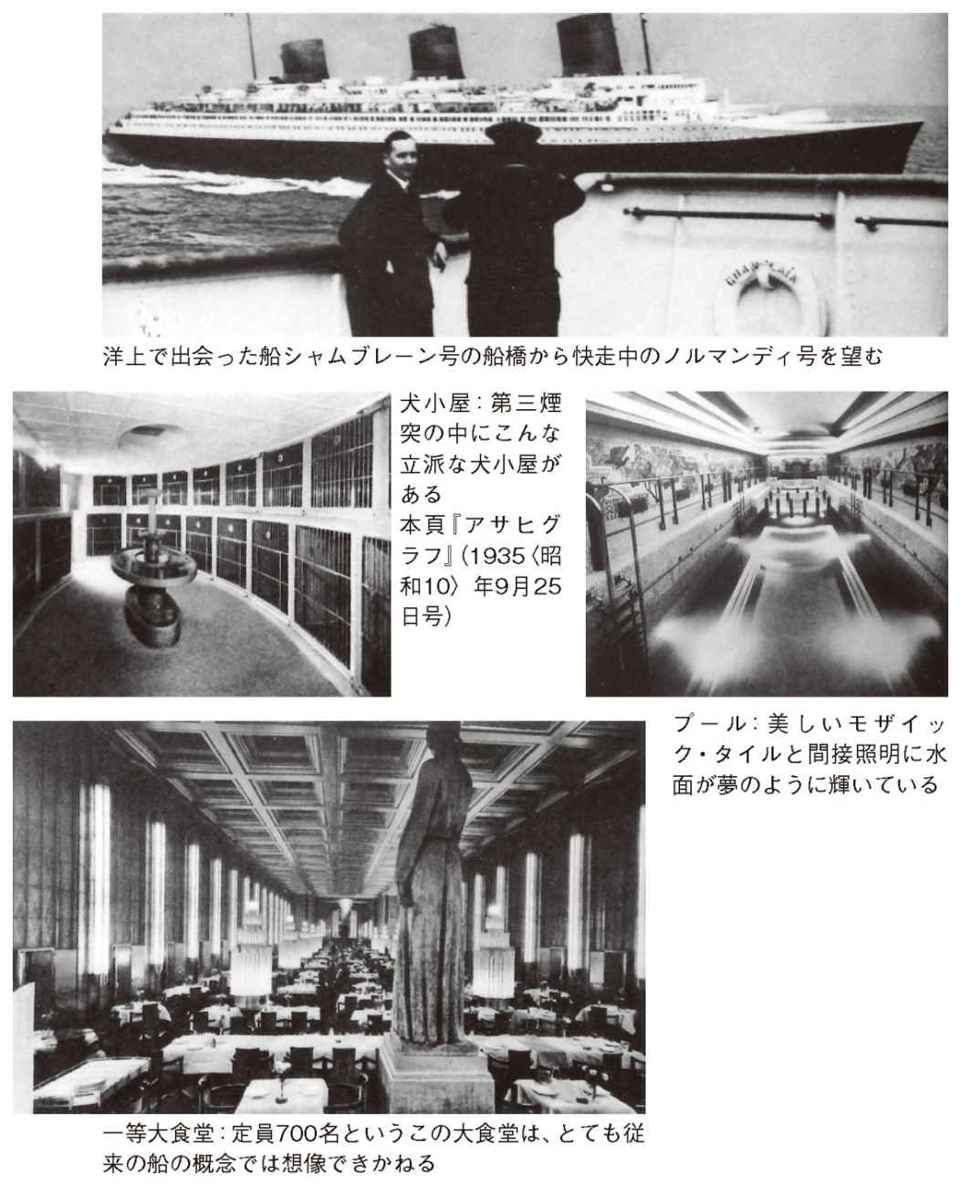 洋上で出会った船シャムブレーン号の船橋から快走中のノルマンディ号を望む
犬小屋：第三煙
突の中にこんな
立派な犬小屋が
ある
本頁『アサヒグ
ラフ』（1935〈昭
和10〉年9月25
日号）
プール：美しいモザイッ
ク・タイルと間接照明に水
面が夢のように輝いている
一等大食堂：定員700名というこの大食堂は、とても従
来の船の概念では想像できかねる